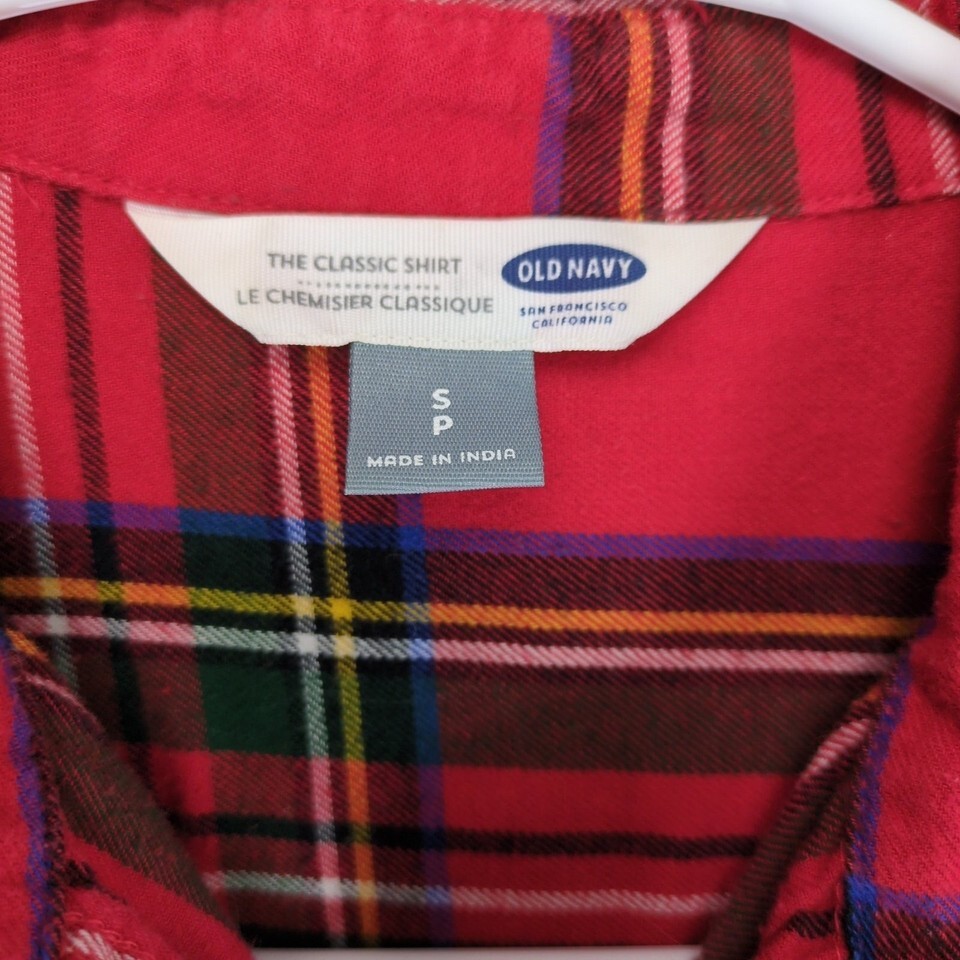 THE CLASSIC SHIRT
LE CHEMISIER CLASSIQUE
OLD NAVY
SAN FRANCISCO
CALIFORNIA
S
P
MADE IN INDIA